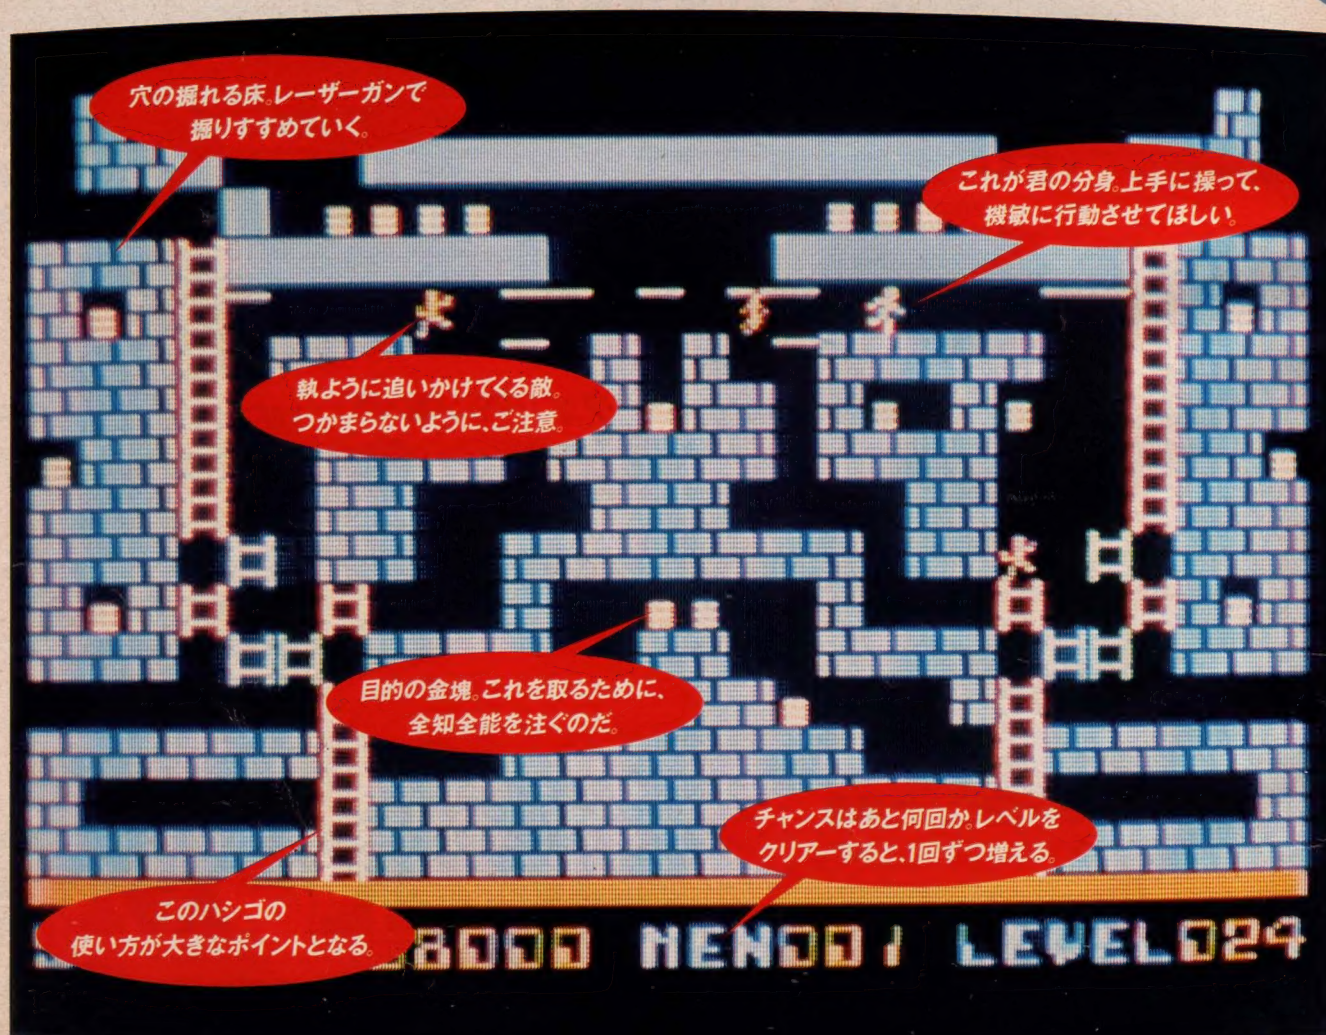 穴の掘れる床。レーザーガンで
掘りすすめていく。
これが君の分身。上手に操って、
機敏に行動させてほしい。
執ように追いかけてくる敵。
つかまらないように、ご注意。
目的の金塊。これを取るために、
全知全能を注ぐのだ。
チャンスはあと何回か。レベルを
クリアーすると、1回ずつ増える。
このハシゴの
使い方が大きなポイントとなる。
8000 MEN001 LEVEL024